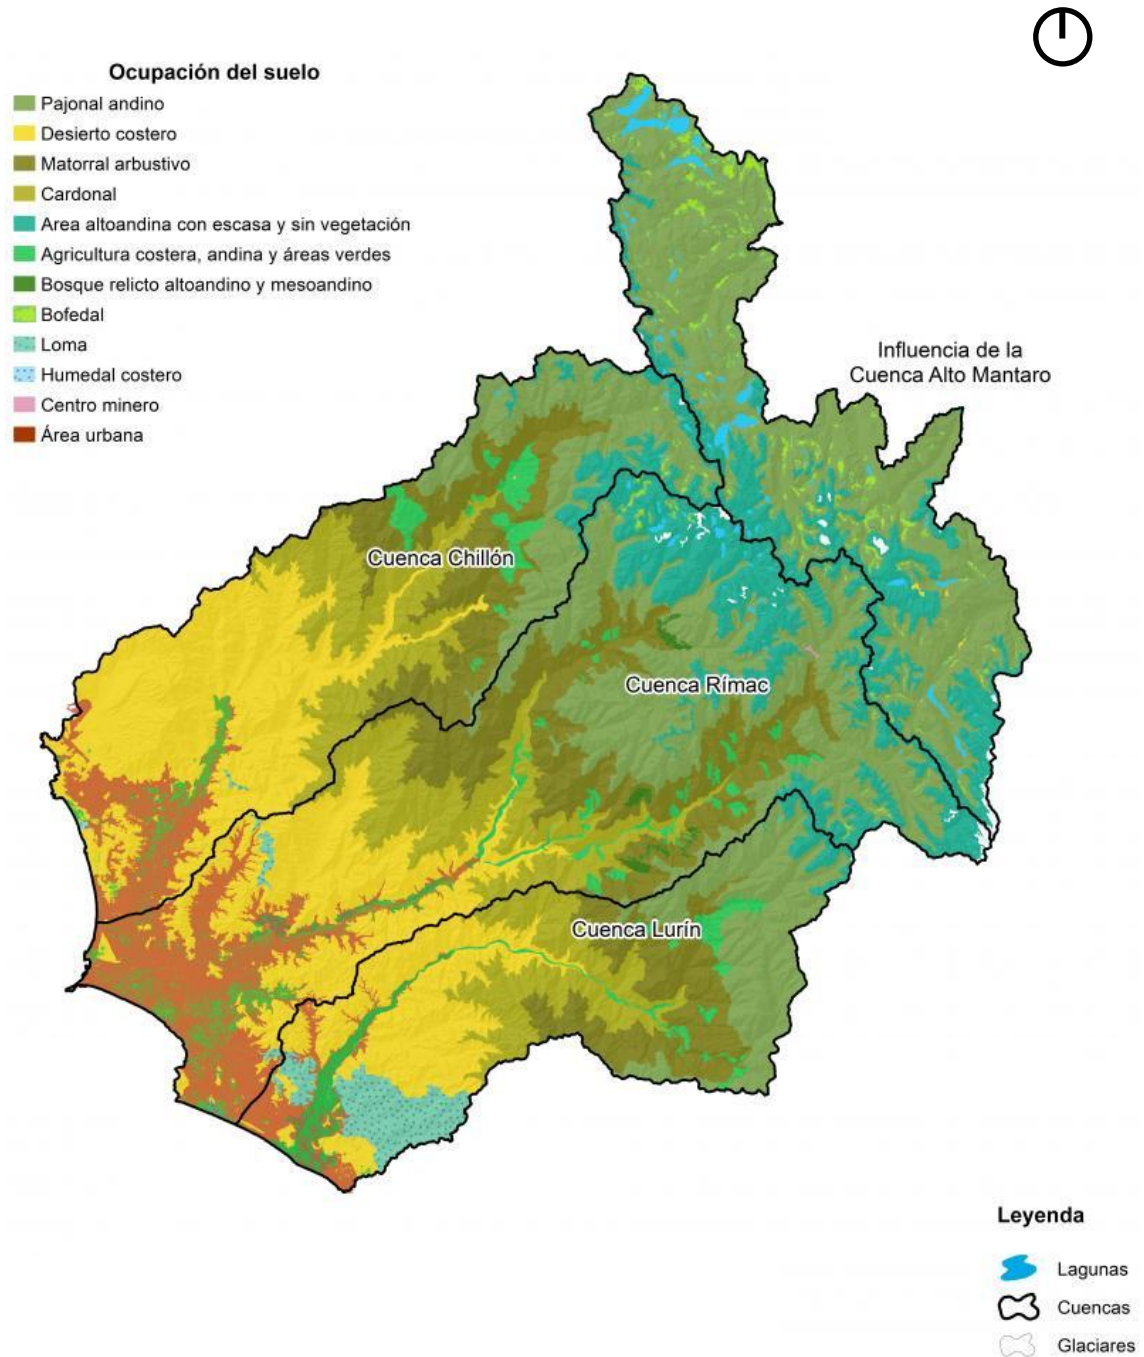 Ocupación del suelo
Pajonal andino
Desierto costero
Matorral arbustivo
Cardonal
Area altoandina con escasa y sin vegetación
Agricultura costera, andina y áreas verdes
Bosque relicto altoandino y mesoandino
Bofedal
Loma
Humedal costero
Centro minero
Área urbana
Influencia de la
Cuenca Alto Mantaro
Cuenca Chillón
Cuenca Rímac
Cuenca Lurín
Leyenda
Lagunas
Cuencas
Glaciares